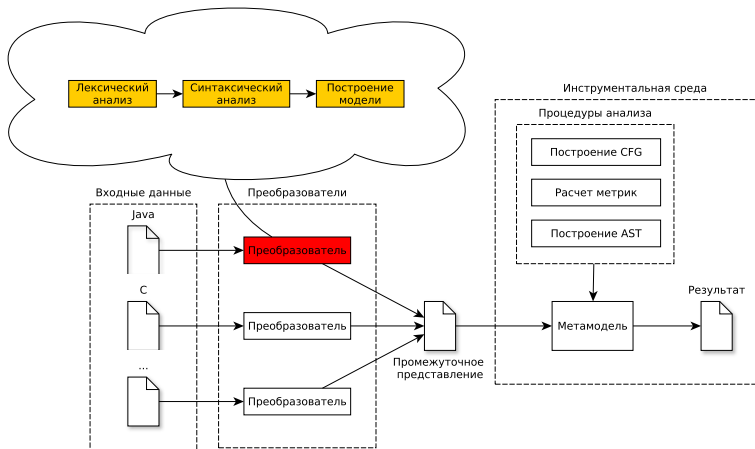 Лексический
анализ
Синтаксический
анализ
Построение
модели
Инструментальная среда
Процедуры анализа
Построение CFG
Расчет метрик
Построение AST
Входные данные
Преобразователи
Java
Преобразователь
C
Преобразователь
...
Преобразователь
Промежуточное
представление
Метамодель
Результат